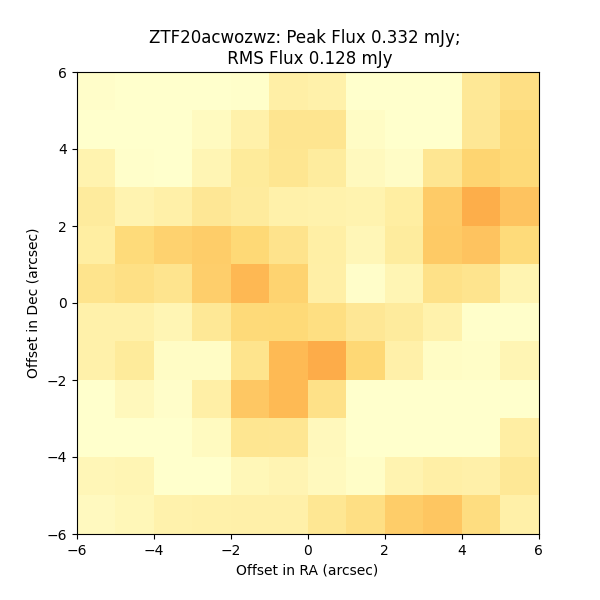 ZTF20acwozwz: Peak Flux 0.332 mJy;
RMS Flux 0.128 mJy
6
4
2
0
−2
−4
−6
Offset in Dec (arcsec)
−6 −4 −2 0 2 4 6
Offset in RA (arcsec)